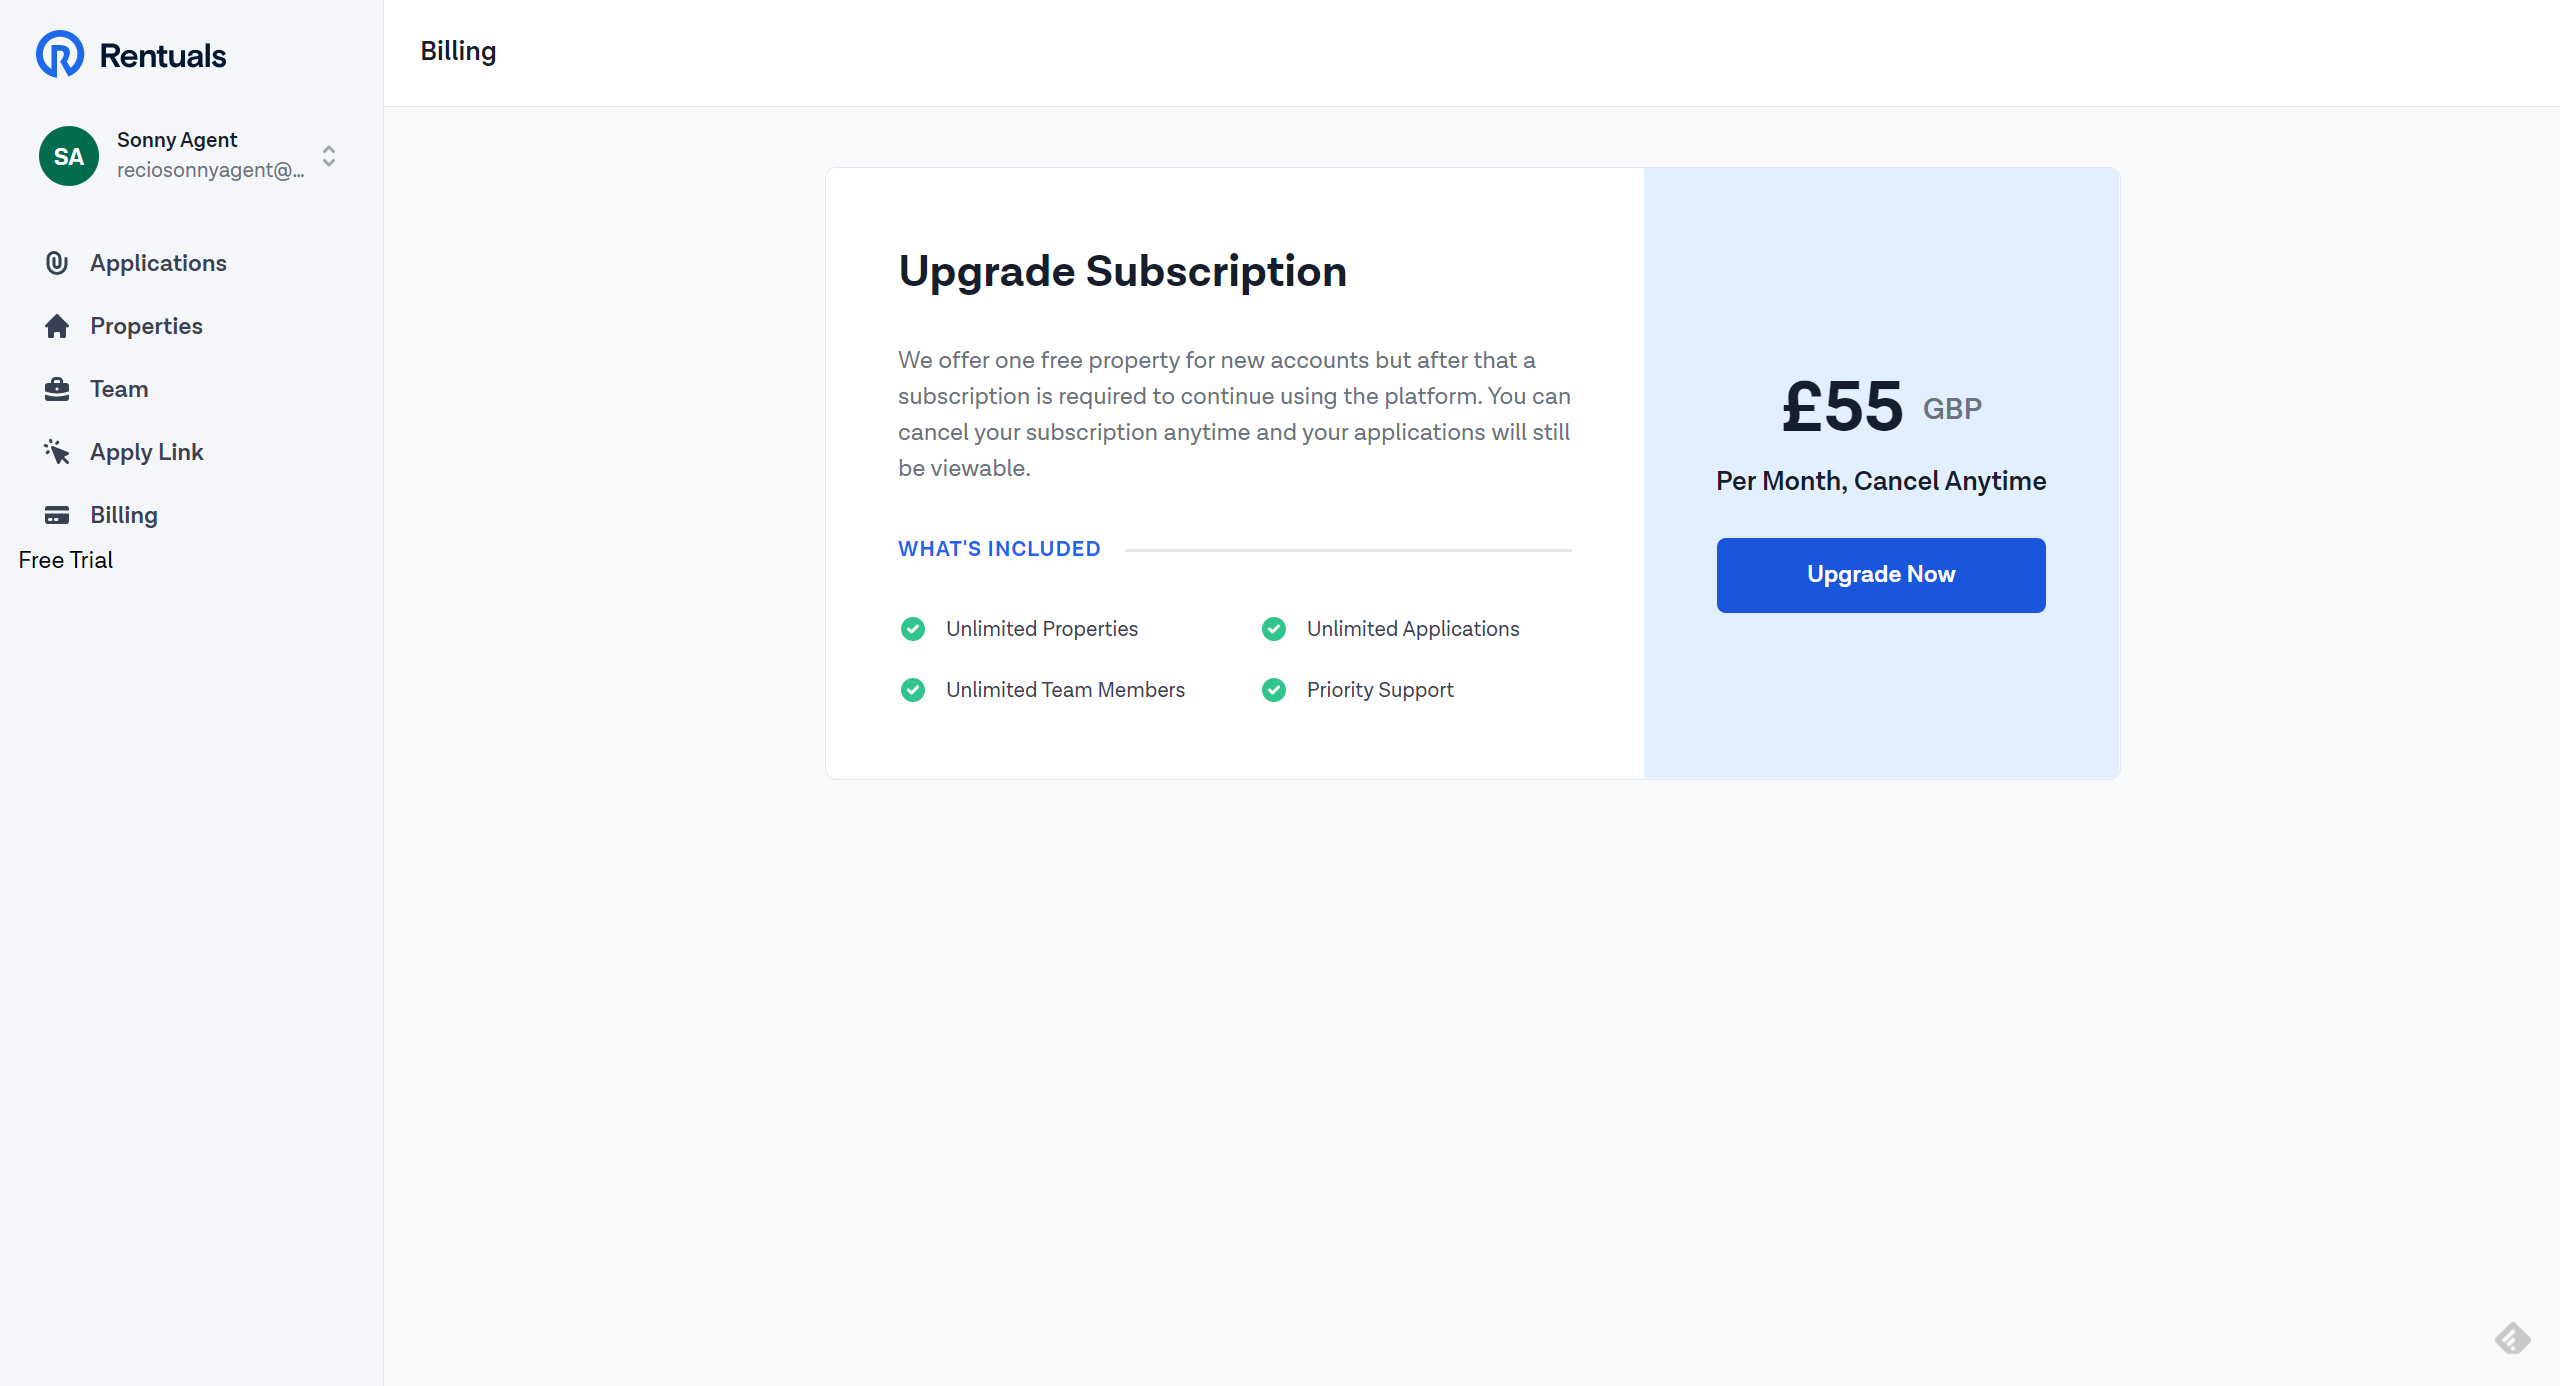 Rentuals
SA
Sonny Agent
reciosonnyagent@...
Applications
Properties
Team
Apply Link
Billing
Free Trial
Billing
Upgrade Subscription
We offer one free property for new accounts but after that a
subscription is required to continue using the platform. You can
cancel your subscription anytime and your applications will still
be viewable.
WHAT'S INCLUDED
Unlimited Properties
Unlimited Applications
Unlimited Team Members
Priority Support
£55 GBP
Per Month, Cancel Anytime
Upgrade Now